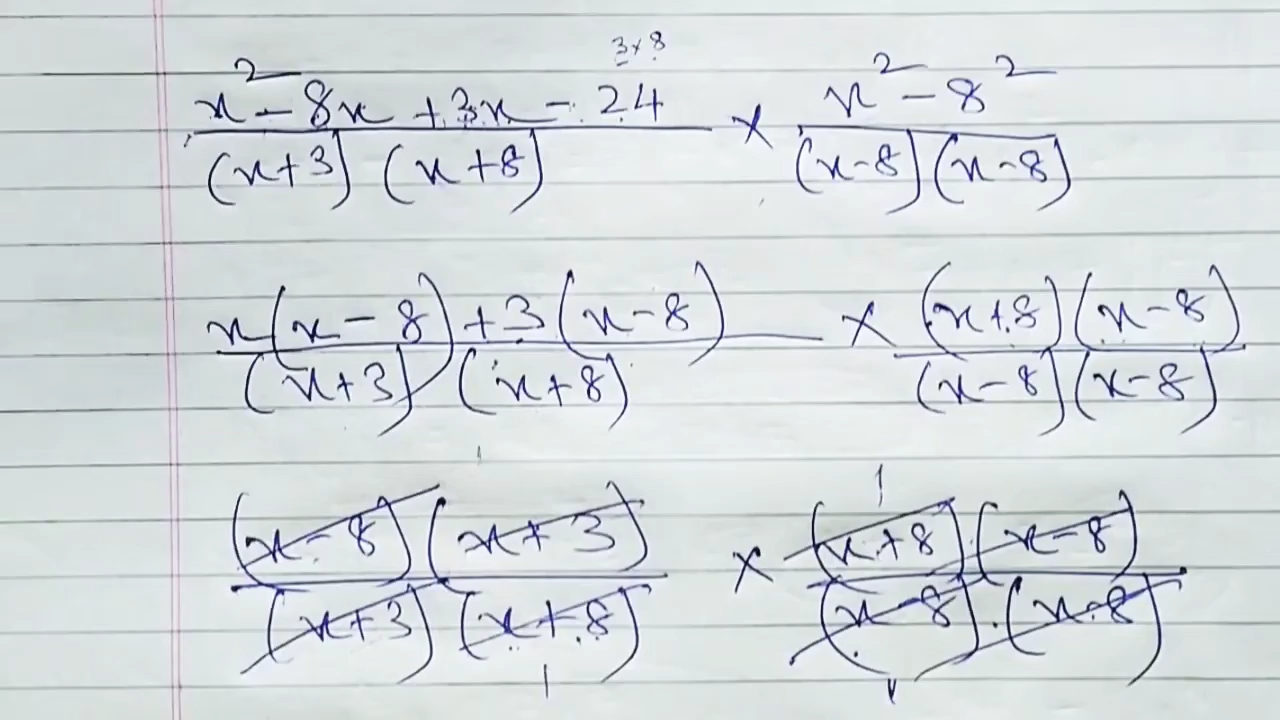 3×8
x² - 8x + 3x - 24 × x² - 8²
(x+3) (x+8) (x-8) (x-8)
x(x-8) + 3(x-8) × (x+8) (x-8)
(x+3) (x+8) (x-8) (x-8)
1
(x-8) (x+3) × (x+8) (x-8)
(x+3) (x+8) (x-8) . (x-8)
1